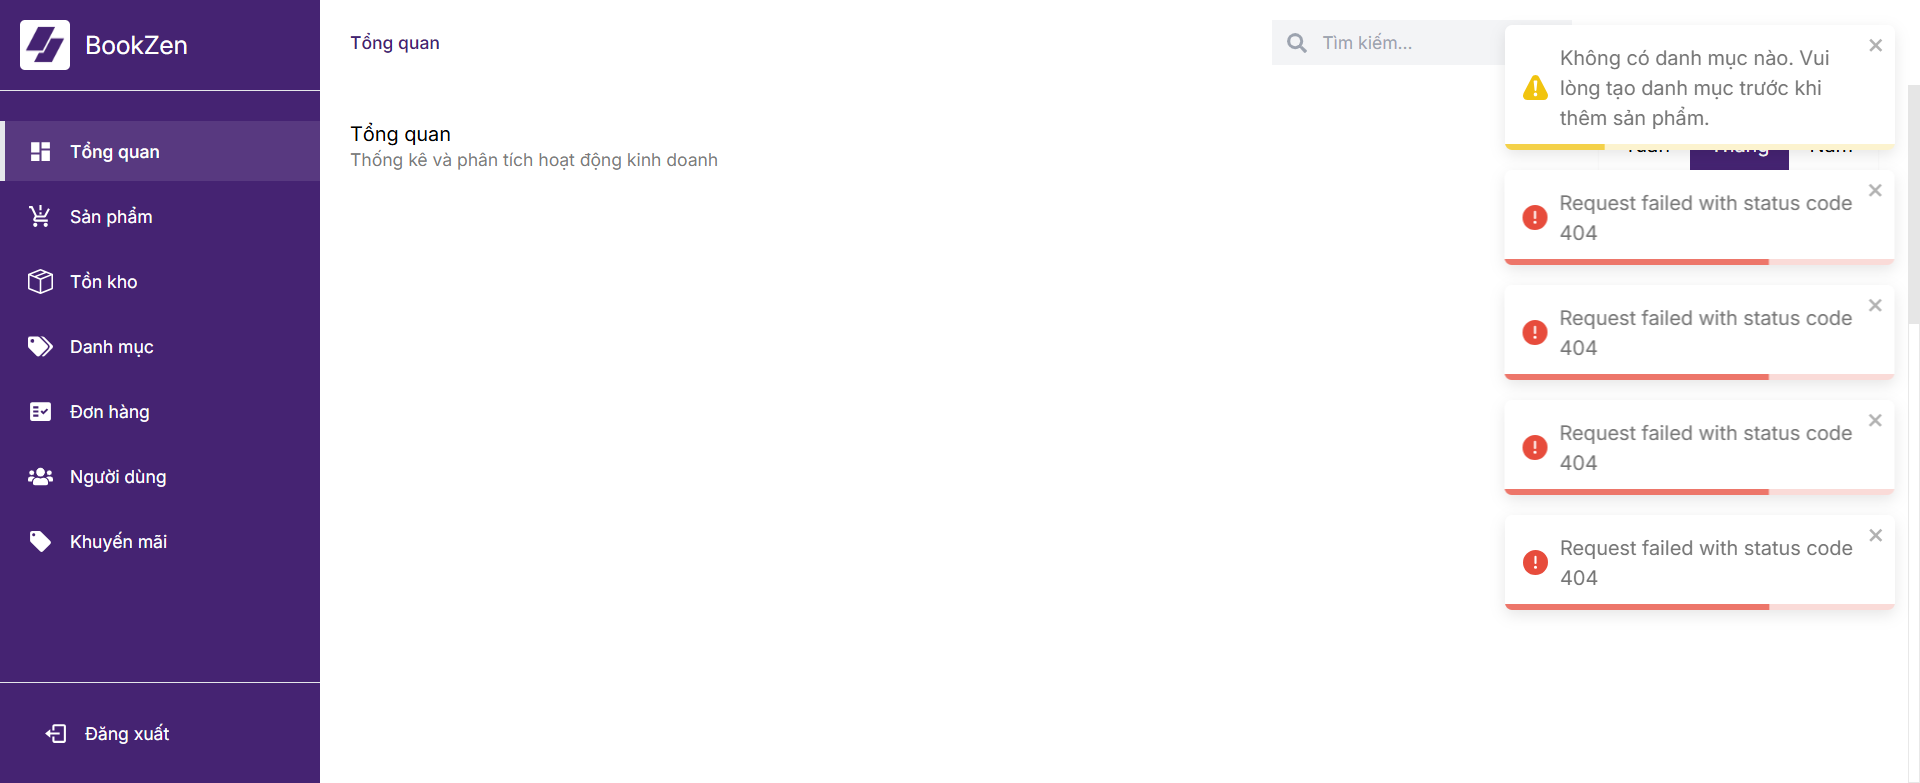 BookZen
Tổng quan
Sản phẩm
Tồn kho
Danh mục
Đơn hàng
Người dùng
Khuyến mãi
Đăng xuất
Tổng quan
Tìm kiếm...
Tổng quan
Thống kê và phân tích hoạt động kinh doanh
Tuần Tháng Năm
Không có danh mục nào. Vui
lòng tạo danh mục trước khi
thêm sản phẩm.
Request failed with status code
404
Request failed with status code
404
Request failed with status code
404
Request failed with status code
404